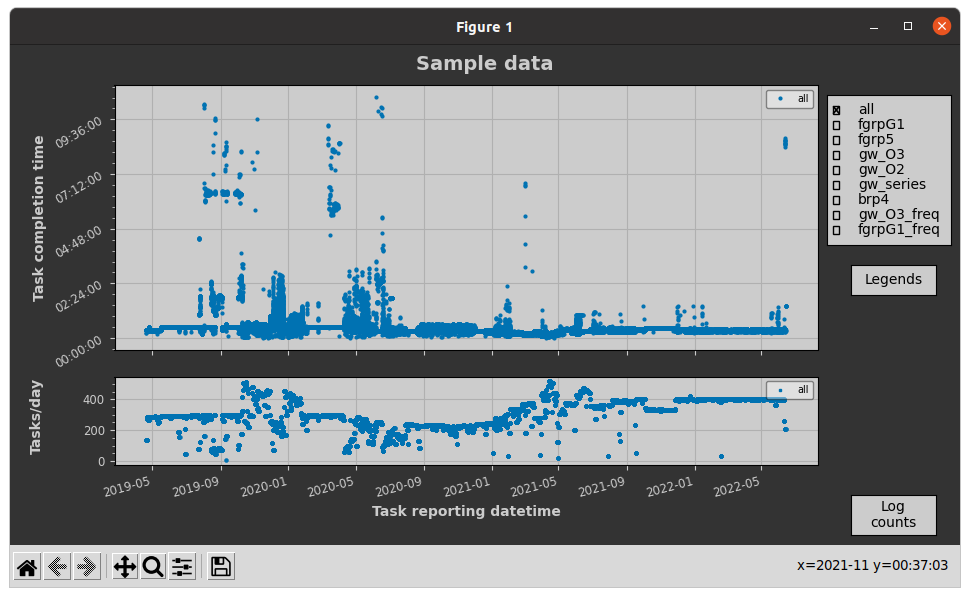 Figure 1
Sample data
Task completion time
09:36:00
07:12:00
04:48:00
02:24:00
00:00:00
all
all
fgrpG1
fgrp5
gw_O3
gw_O2
gw_series
brp4
gw_O3_freq
fgrpG1_freq
Legends
Tasks/day
400
200
0
all
2019-05
2019-09
2020-01
2020-05
2020-09
2021-01
2021-05
2021-09
2022-01
2022-05
Task reporting datetime
Log
counts
x=2021-11 y=00:37:03